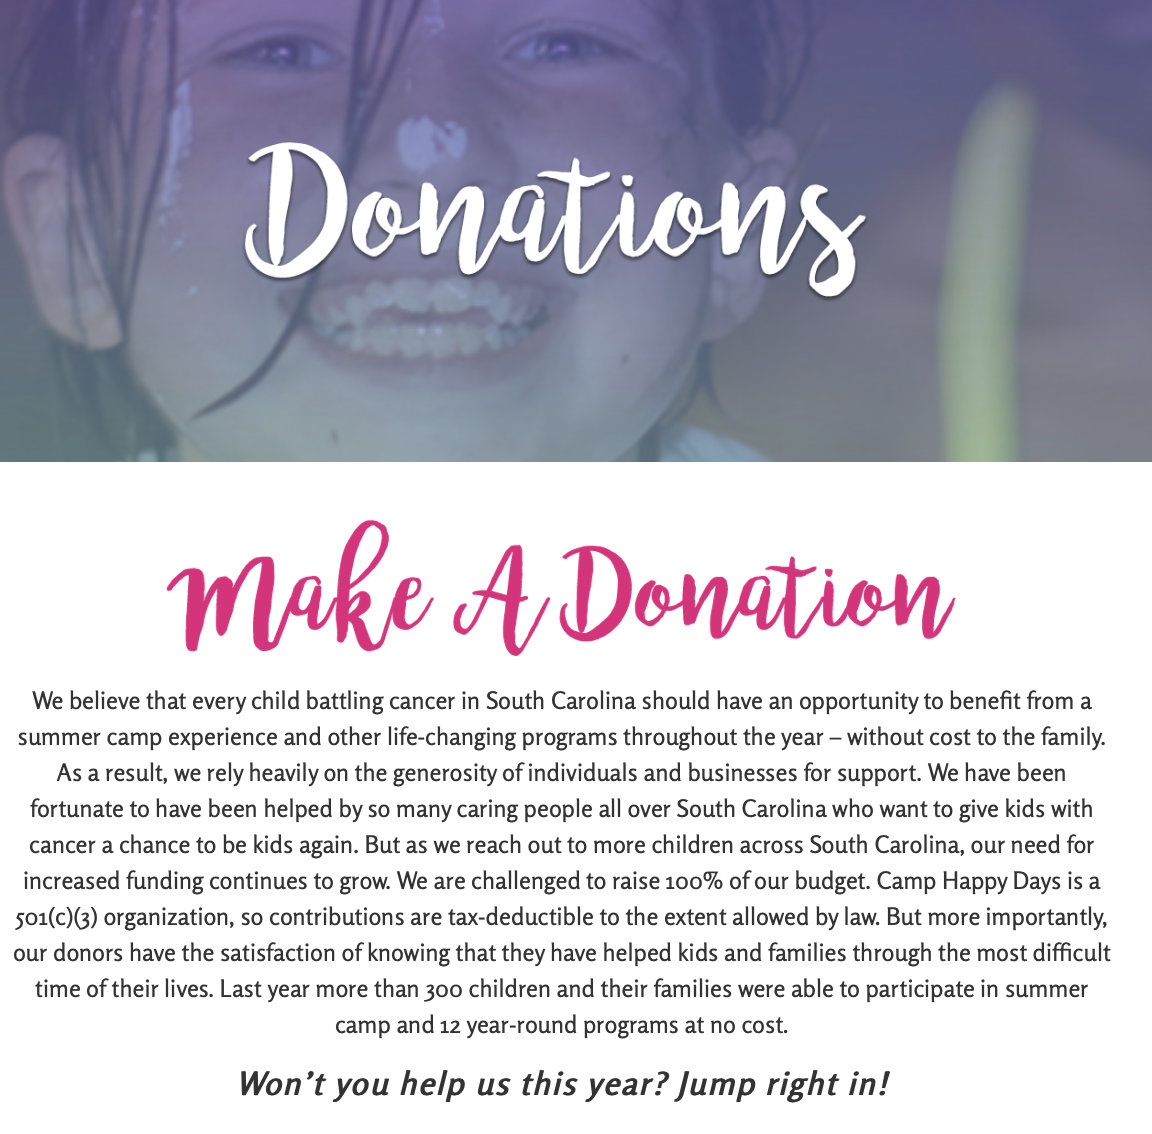 Donations
Make A Donation
We believe that every child battling cancer in South Carolina should have an opportunity to benefit from a
summer camp experience and other life-changing programs throughout the year – without cost to the family.
As a result, we rely heavily on the generosity of individuals and businesses for support. We have been
fortunate to have been helped by so many caring people all over South Carolina who want to give kids with
cancer a chance to be kids again. But as we reach out to more children across South Carolina, our need for
increased funding continues to grow. We are challenged to raise 100% of our budget. Camp Happy Days is a
501(c)(3) organization, so contributions are tax-deductible to the extent allowed by law. But more importantly,
our donors have the satisfaction of knowing that they have helped kids and families through the most difficult
time of their lives. Last year more than 300 children and their families were able to participate in summer
camp and 12 year-round programs at no cost.
Won’t you help us this year? Jump right in!